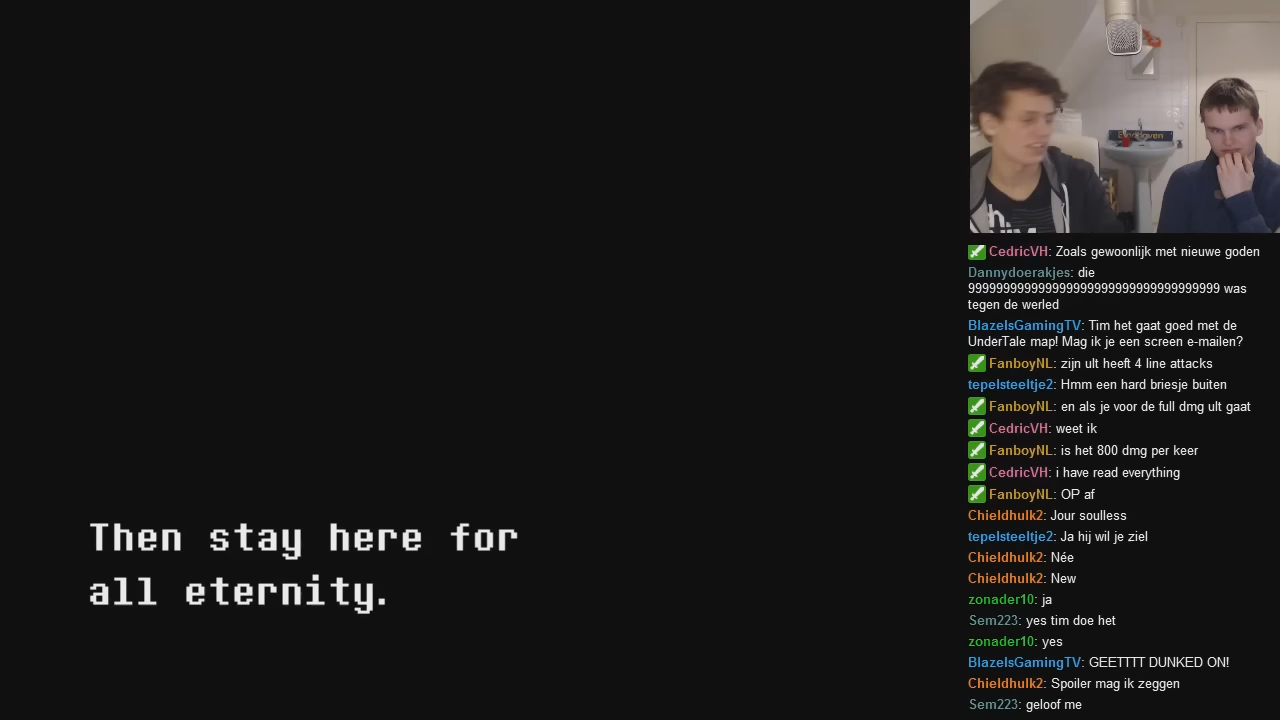 Then stay here for
all eternity.
CedricVH: Zoals gewoonlijk met nieuwe goden
Dannydoerakjes: die
999999999999999999999999999999999999 was
tegen de werled
BlazeIsGamingTV: Tim het gaat goed met de
UnderTale map! Mag ik je een screen e-mailen?
FanboyNL: zijn ult heeft 4 line attacks
tepelsteeltje2: Hmm een hard briesje buiten
FanboyNL: en als je voor de full dmg ult gaat
CedricVH: weet ik
FanboyNL: is het 800 dmg per keer
CedricVH: i have read everything
FanboyNL: OP af
Chieldhulk2: Jour soulless
tepelsteeltje2: Ja hij wil je ziel
Chieldhulk2: Née
Chieldhulk2: New
zonader10: ja
Sem223: yes tim doe het
zonader10: yes
BlazeIsGamingTV: GEETTTT DUNKED ON!
Chieldhulk2: Spoiler mag ik zeggen
Sem223: geloof me